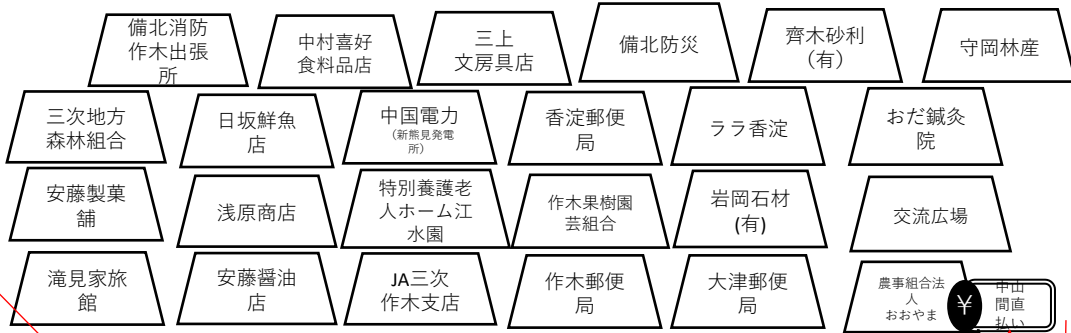 備北消防
作木出張
所
中村喜好
食料品店
三上
文房具店
備北防災
齊木砂利
（有）
守岡林産
三次地方
森林組合
日坂鮮魚
店
中国電力
（新熊見発電
所）
香淀郵便
局
ララ香淀
おだ鍼灸
院
安藤製菓
舗
浅原商店
特別養護老
人ホーム江
水園
作木果樹園
芸組合
岩岡石材
(有)
交流広場
滝見家旅
館
安藤醤油
店
JA三次
作木支店
作木郵便
局
大津郵便
局
農事組合法
人
おおやま
￥
中山
間直
払い